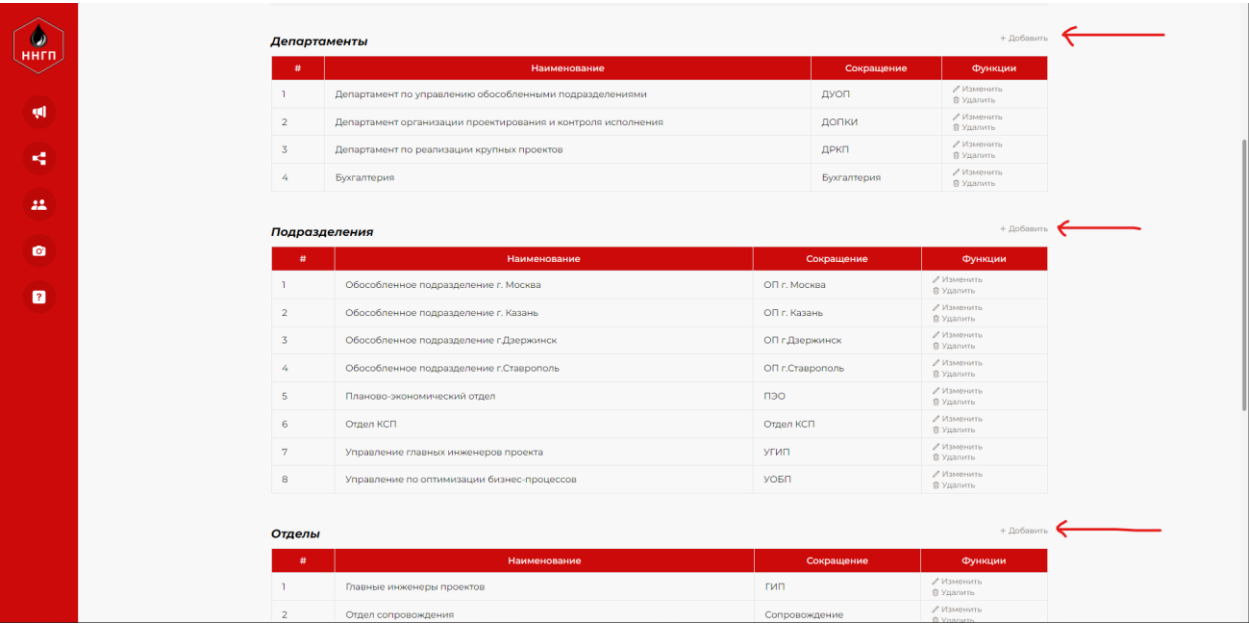 ННГП
Департаменты
+ Добавить
# Наименование Сокращение Функции
1 Департамент по управлению обособленными подразделениями ДУОП Изменить
Удалить
2 Департамент организации проектирования и контроля исполнения ДОПКИ Изменить
Удалить
3 Департамент по реализации крупных проектов ДРКП Изменить
Удалить
4 Бухгалтерия Бухгалтерия Изменить
Удалить
Подразделения
+ Добавить
# Наименование Сокращение Функции
1 Обособленное подразделение г. Москва ОП г. Москва Изменить
Удалить
2 Обособленное подразделение г. Казань ОП г. Казань Изменить
Удалить
3 Обособленное подразделение г.Дзержинск ОП г.Дзержинск Изменить
Удалить
4 Обособленное подразделение г.Ставрополь ОП г.Ставрополь Изменить
Удалить
5 Планово-экономический отдел ПЭО Изменить
Удалить
6 Отдел КСП Отдел КСП Изменить
Удалить
7 Управление главных инженеров проекта УГИП Изменить
Удалить
8 Управление по оптимизации бизнес-процессов УОБП Изменить
Удалить
Отделы
+ Добавить
# Наименование Сокращение Функции
1 Главные инженеры проектов ГИП Изменить
Удалить
2 Отдел сопровождения Сопровождение Изменить
Удалить